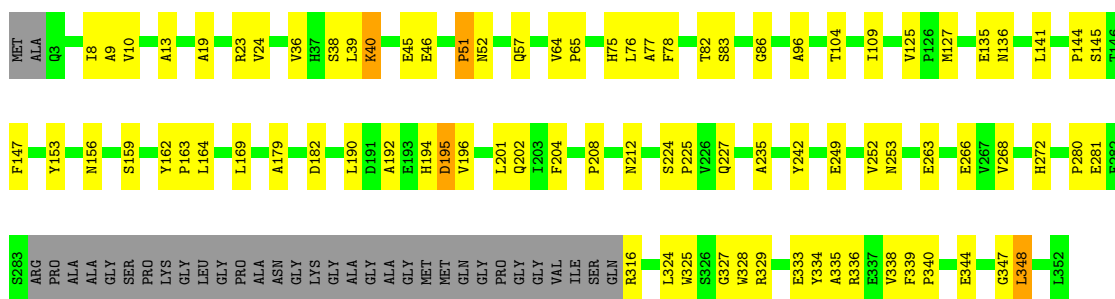 MET ALA Q3 I8 A9 V10 A13 A19 R23 V24 V36 H37 S38 L39 K40 E45 E46 P51 N52 Q57 V64 P65 H75 L76 A77 F78 T82 S83 G86 A96 T104 I109 V125 P126 M127 E135 N136 L141 P144 S145 T146
F147 Y153 N156 S159 Y162 P163 L164 L169 A179 D182 L190 D191 A192 E193 H194 D195 V196 L201 Q202 I203 F204 P208 N212 S224 P225 V226 Q227 A235 Y242 E249 V252 N253 E263 E266 V267 V268 H272 P280 E281
S283 ARG PRO ALA ALA GLY SER PRO LYS GLY LEU GLY PRO ALA ASN GLY LYS GLY ALA GLY ALA GLY MET MET GLN GLY PRO GLY GLY VAL ILE SER GLN R316 L324 W325 S326 G327 W328 R329 E333 Y334 A335 R336 E337 V338 F339 P340 E344 G347 L348 L352